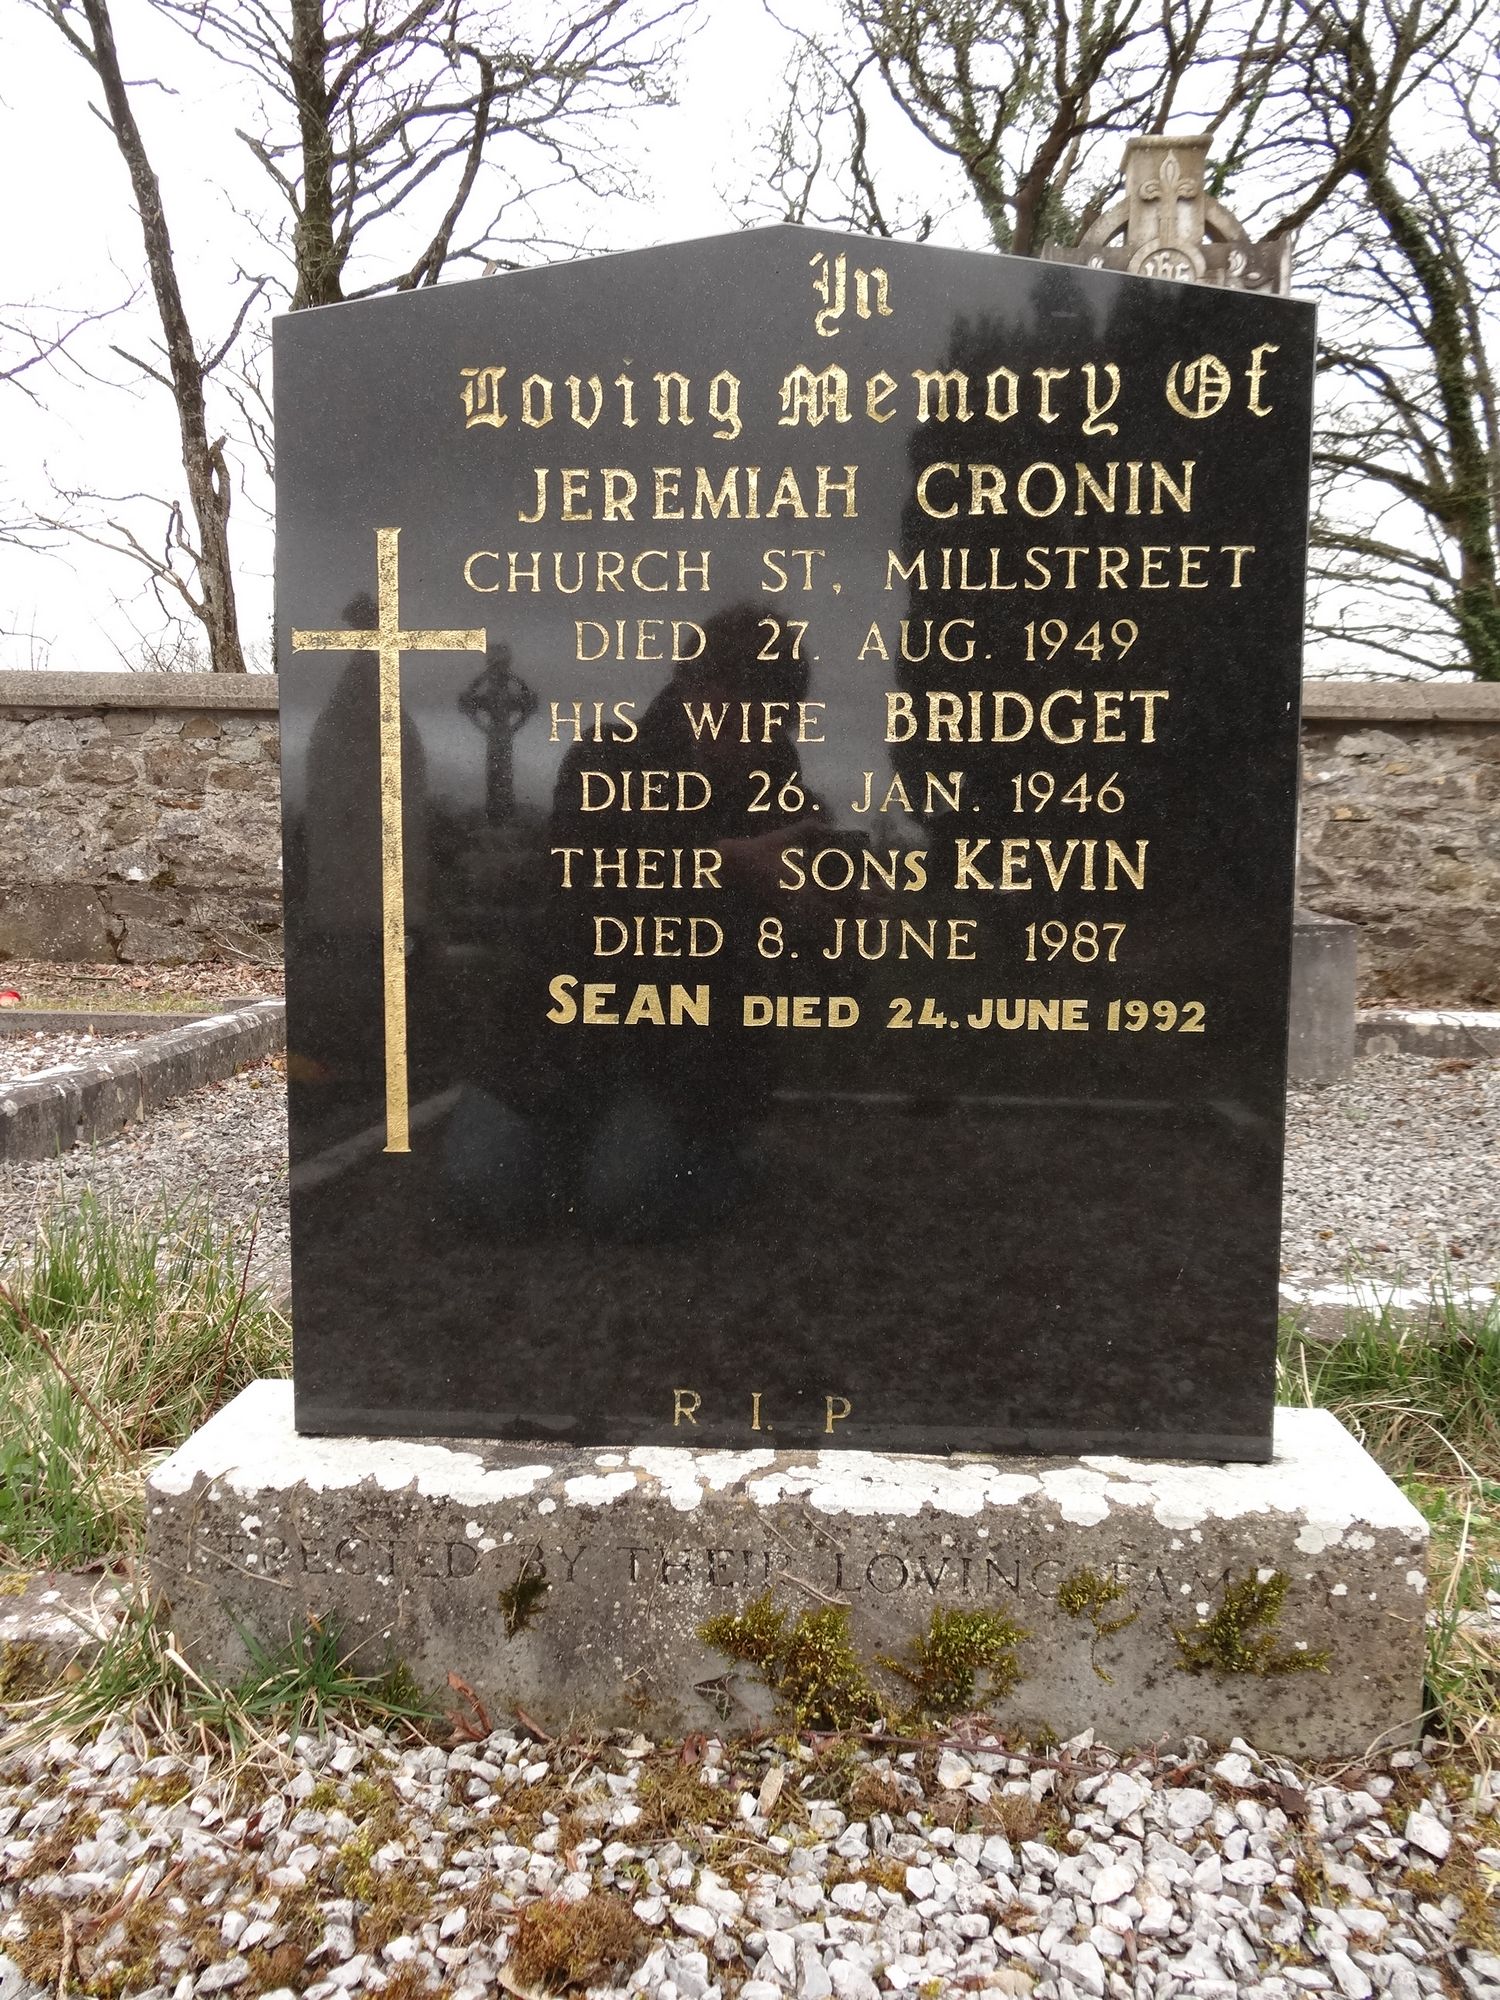 In
Loving Memory Of
JEREMIAH CRONIN
CHURCH ST, MILLSTREET
DIED 27. AUG. 1949
HIS WIFE BRIDGET
DIED 26. JAN. 1946
THEIR SONS KEVIN
DIED 8. JUNE 1987
SEAN DIED 24. JUNE 1992
R I. P
ERECTED BY THEIR LOVING
IHS